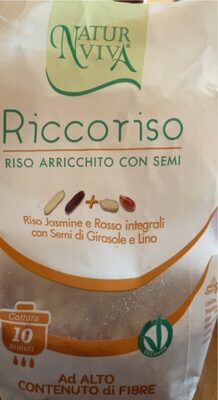 NATUR
VIVA®
Riccoriso
RISO ARRICCHITO CON SEMI
Riso Jasmine e Rosso integrali
con Semi di Girasole e Lino
Cottura
10
minuti
VEGANOK
Ad ALTO
CONTENUTO di FIBRE